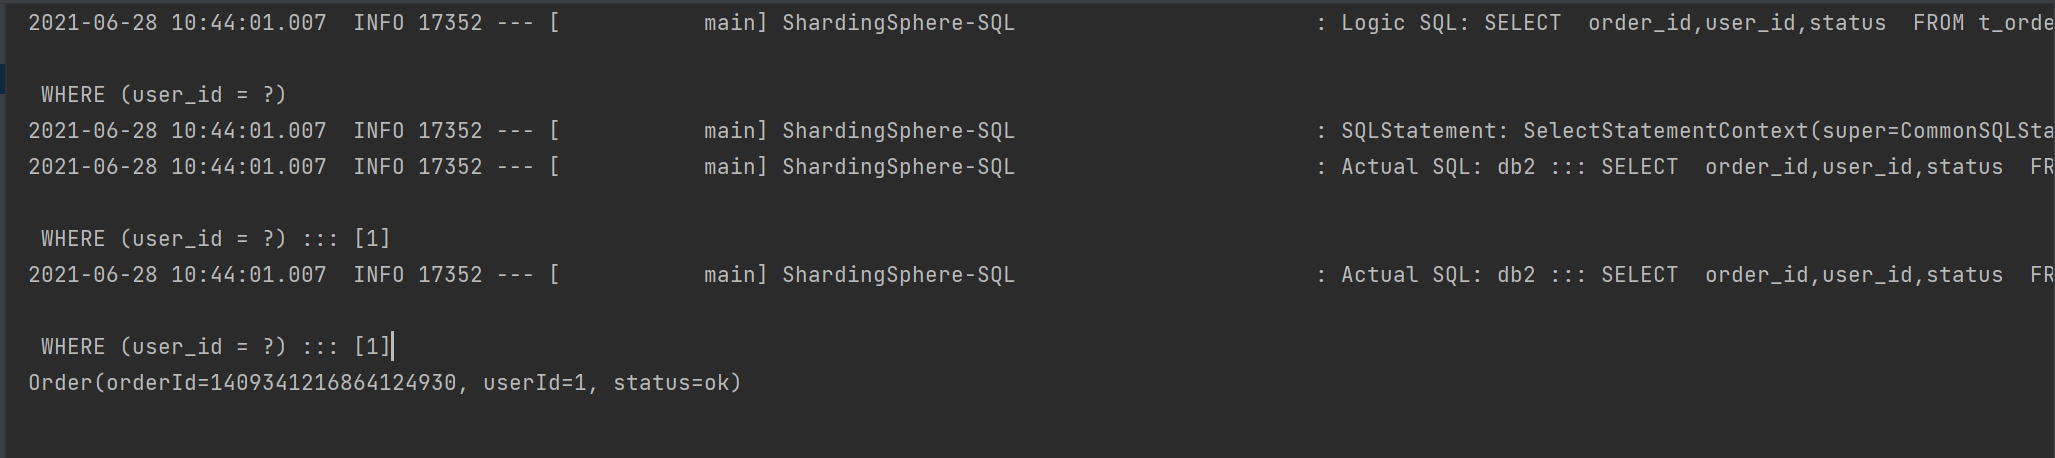 2021-06-28 10:44:01.007  INFO 17352 --- [           main] ShardingSphere-SQL                       : Logic SQL: SELECT  order_id,user_id,status  FROM t_orde
 WHERE (user_id = ?)
2021-06-28 10:44:01.007  INFO 17352 --- [           main] ShardingSphere-SQL                       : SQLStatement: SelectStatementContext(super=CommonSQLSta
2021-06-28 10:44:01.007  INFO 17352 --- [           main] ShardingSphere-SQL                       : Actual SQL: db2 ::: SELECT  order_id,user_id,status  FR
 WHERE (user_id = ?) ::: [1]
2021-06-28 10:44:01.007  INFO 17352 --- [           main] ShardingSphere-SQL                       : Actual SQL: db2 ::: SELECT  order_id,user_id,status  FR
 WHERE (user_id = ?) ::: [1]
Order(orderId=1409341216864124930, userId=1, status=ok)